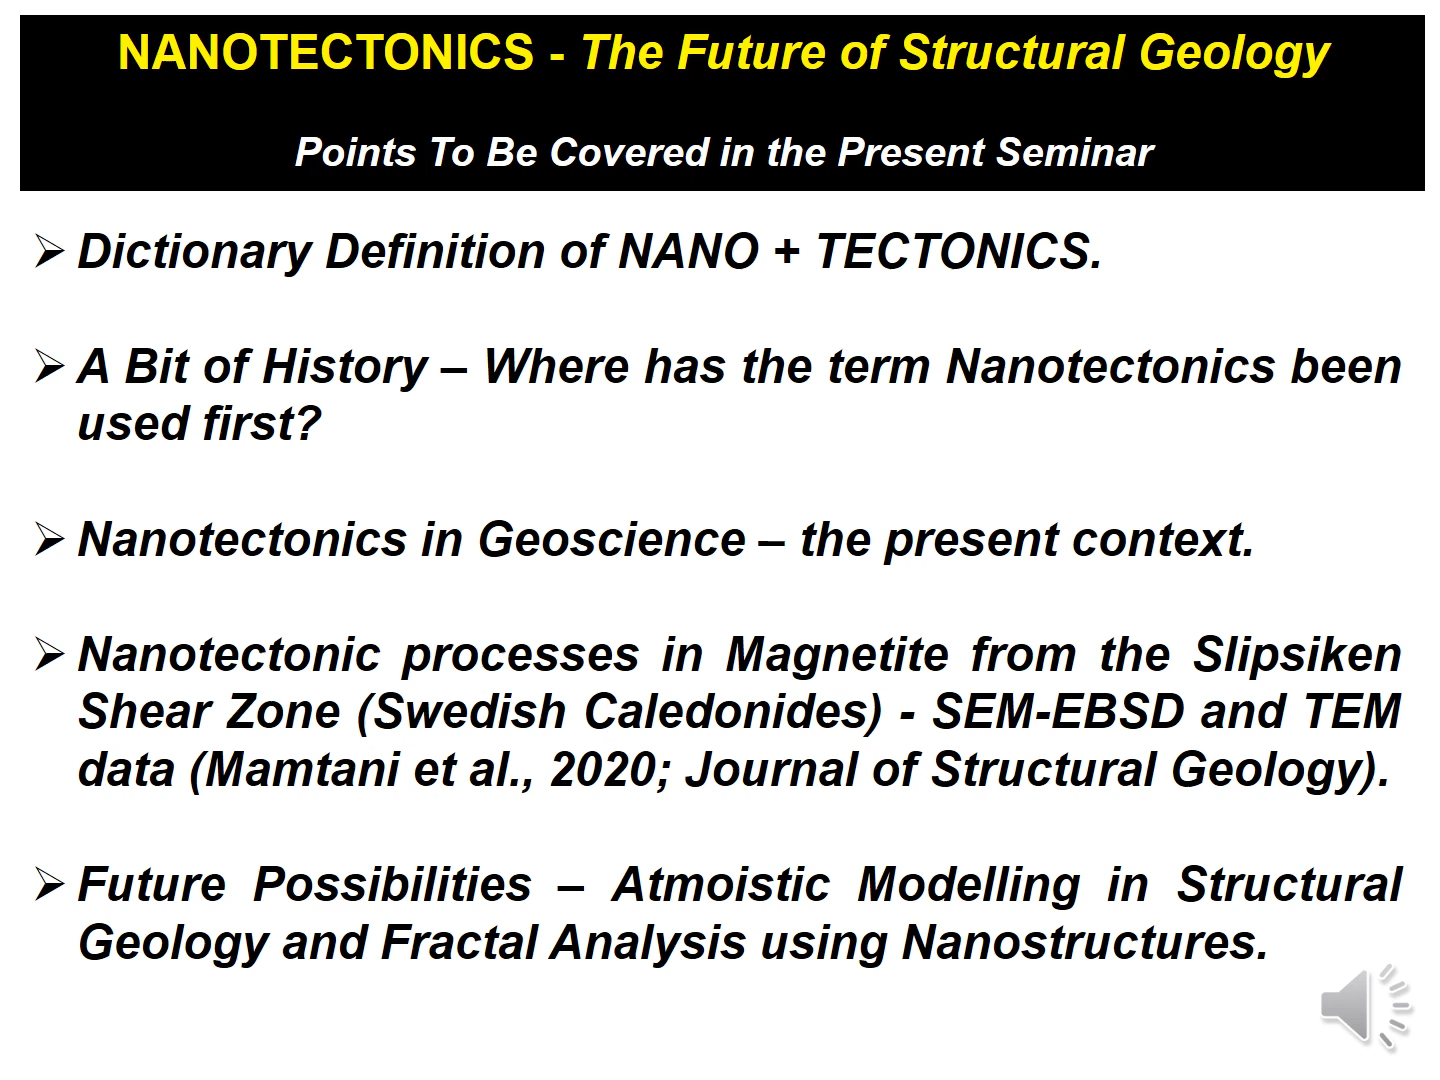 NANOTECTONICS - The Future of Structural Geology
Points To Be Covered in the Present Seminar
➢ Dictionary Definition of NANO + TECTONICS.
➢ A Bit of History – Where has the term Nanotectonics been
used first?
➢ Nanotectonics in Geoscience – the present context.
➢ Nanotectonic processes in Magnetite from the Slipsiken
Shear Zone (Swedish Caledonides) - SEM-EBSD and TEM
data (Mamtani et al., 2020; Journal of Structural Geology).
➢ Future Possibilities – Atmoistic Modelling in Structural
Geology and Fractal Analysis using Nanostructures.